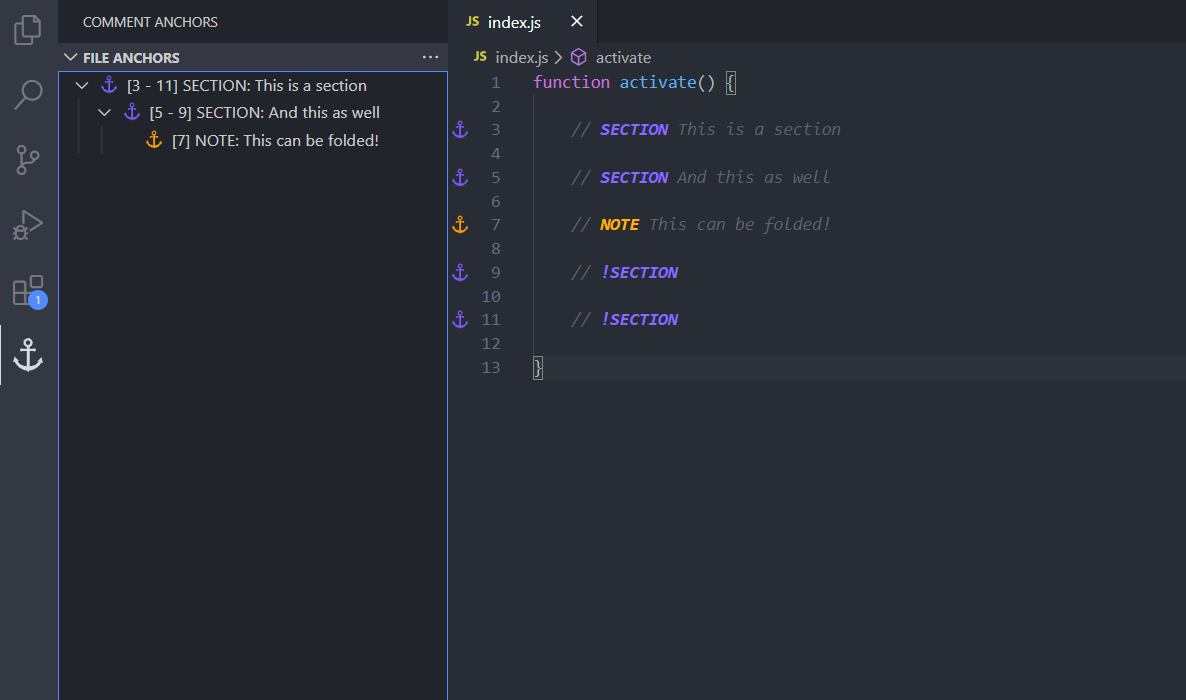 COMMENT ANCHORS
FILE ANCHORS ...
[3 - 11] SECTION: This is a section
[5 - 9] SECTION: And this as well
[7] NOTE: This can be folded!
1
JS index.js
JS index.js activate
1 function activate() {
2
3 // SECTION This is a section
4
5 // SECTION And this as well
6
7 // NOTE This can be folded!
8
9 // !SECTION
10
11 // !SECTION
12
13 }